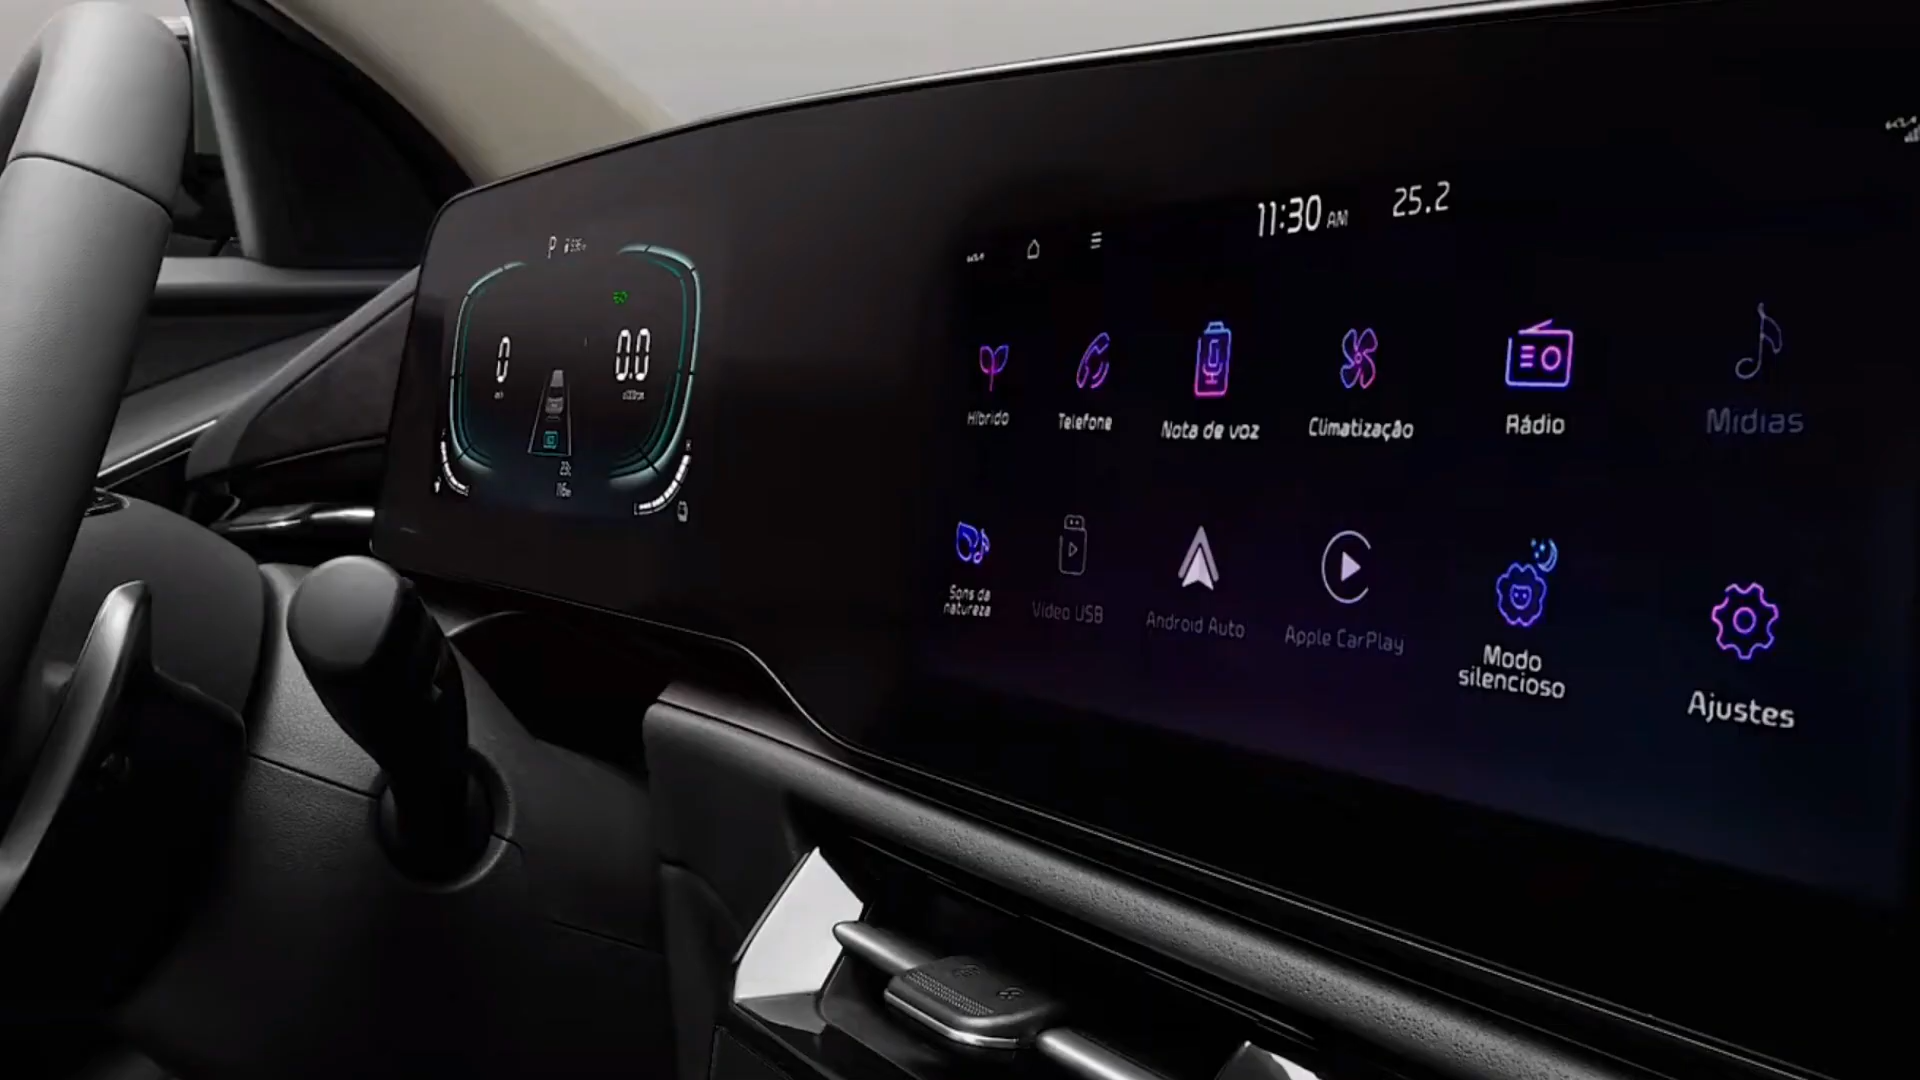 P
0
0.0
11:30 AM
25.2
Híbrido
Telefone
Nota de voz
Climatização
Rádio
Mídias
Sons da
natureza
Vídeo USB
Android Auto
Apple CarPlay
Modo
silencioso
Ajustes